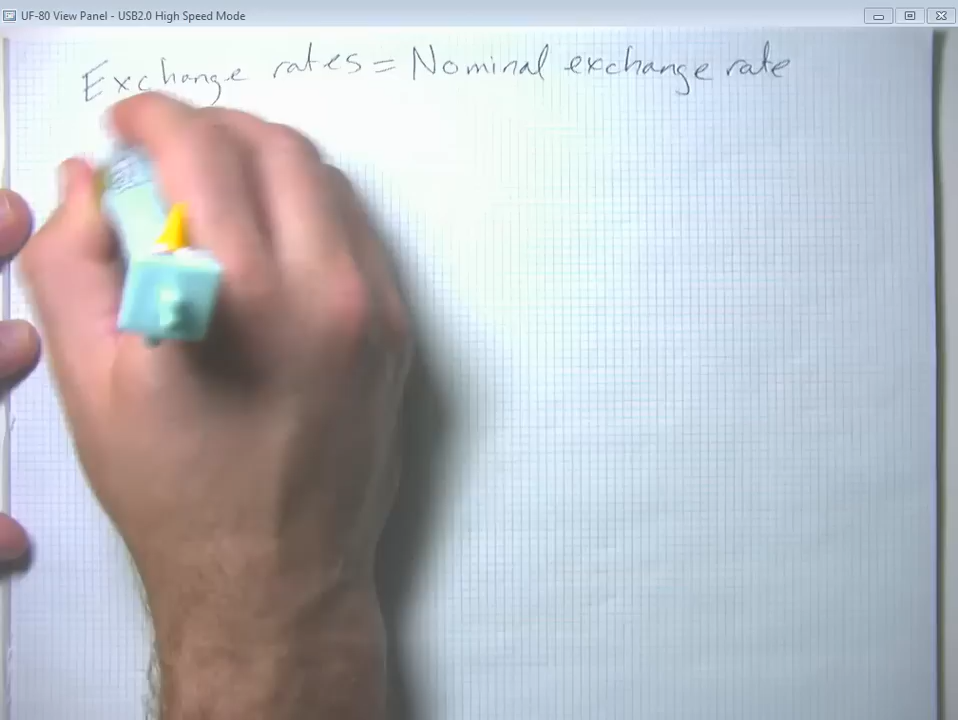 UF-80 View Panel - USB2.0 High Speed Mode
Exchange rates = Nominal exchange rate